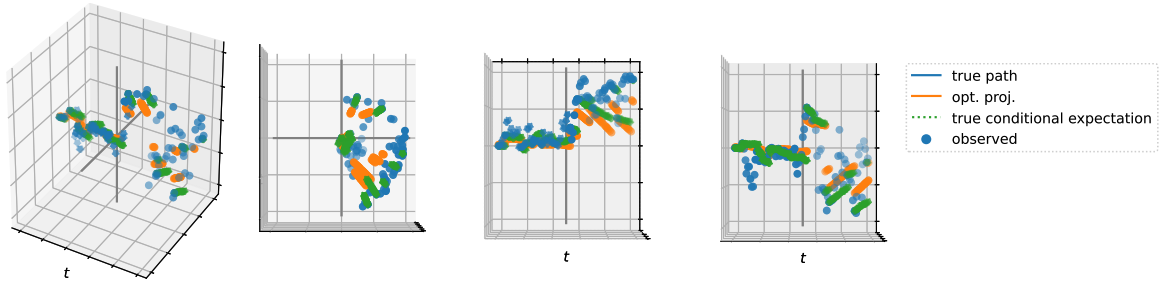 true path
opt. proj.
true conditional expectation
observed
t
t
t